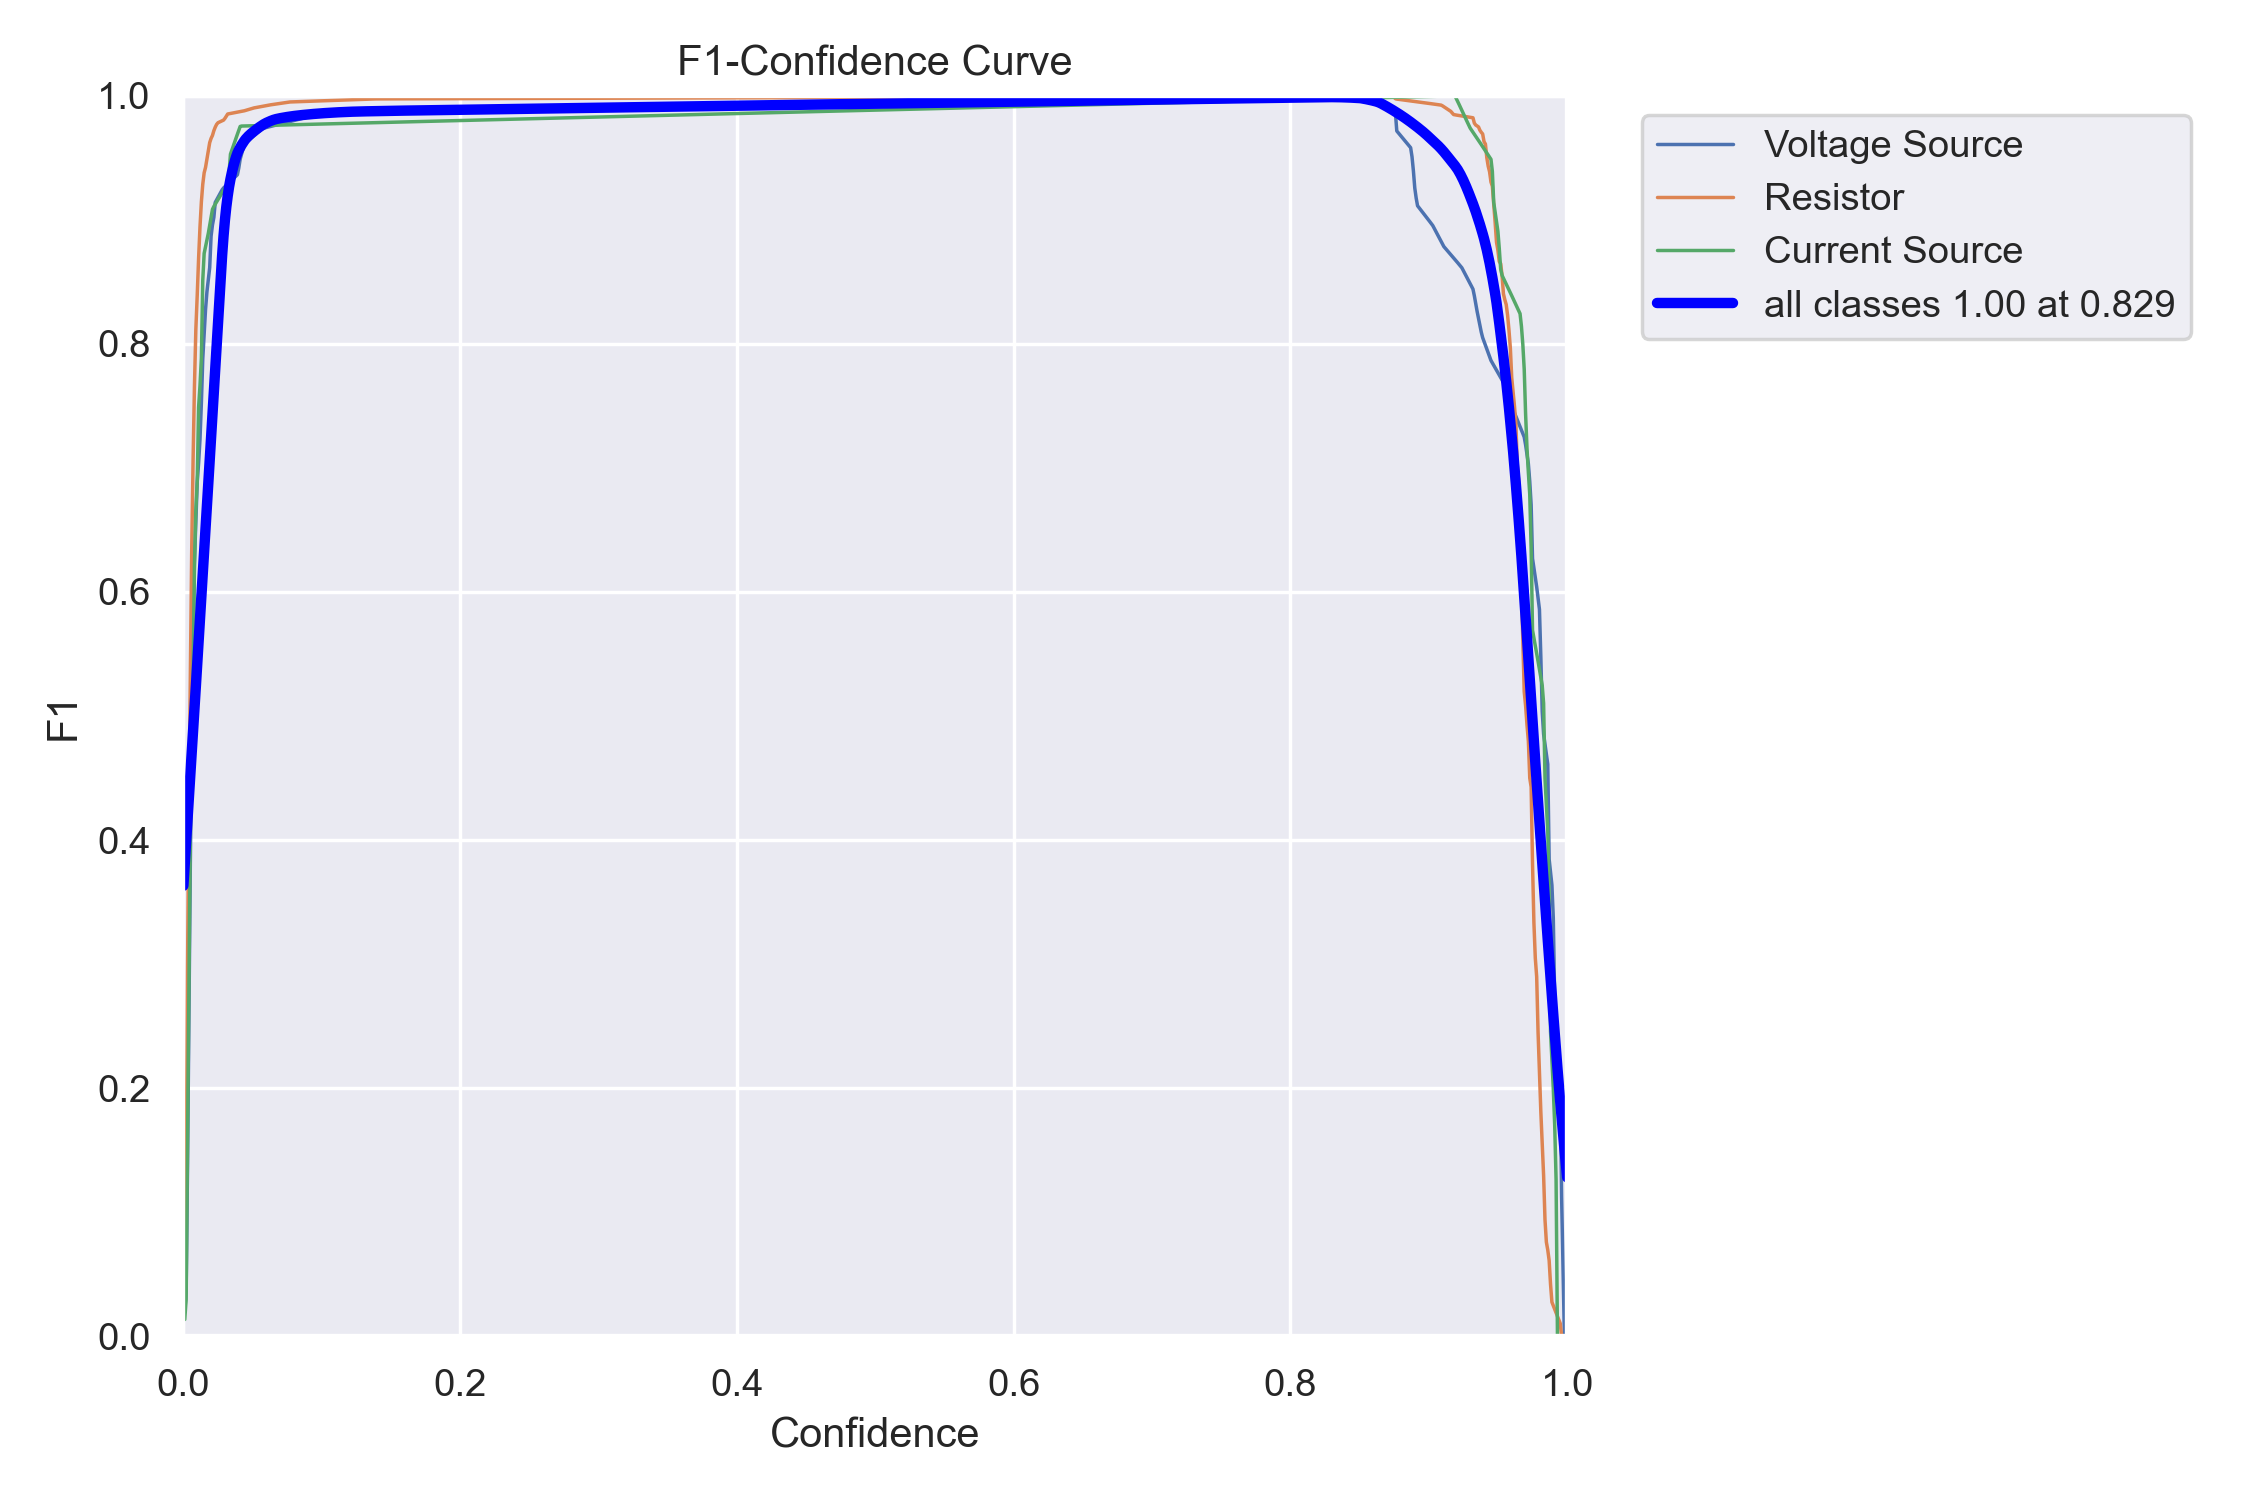 F1-Confidence Curve
1.0
0.8
0.6
0.4
0.2
0.0
F1
0.0 0.2 0.4 0.6 0.8 1.0
Confidence
Voltage Source
Resistor
Current Source
all classes 1.00 at 0.829